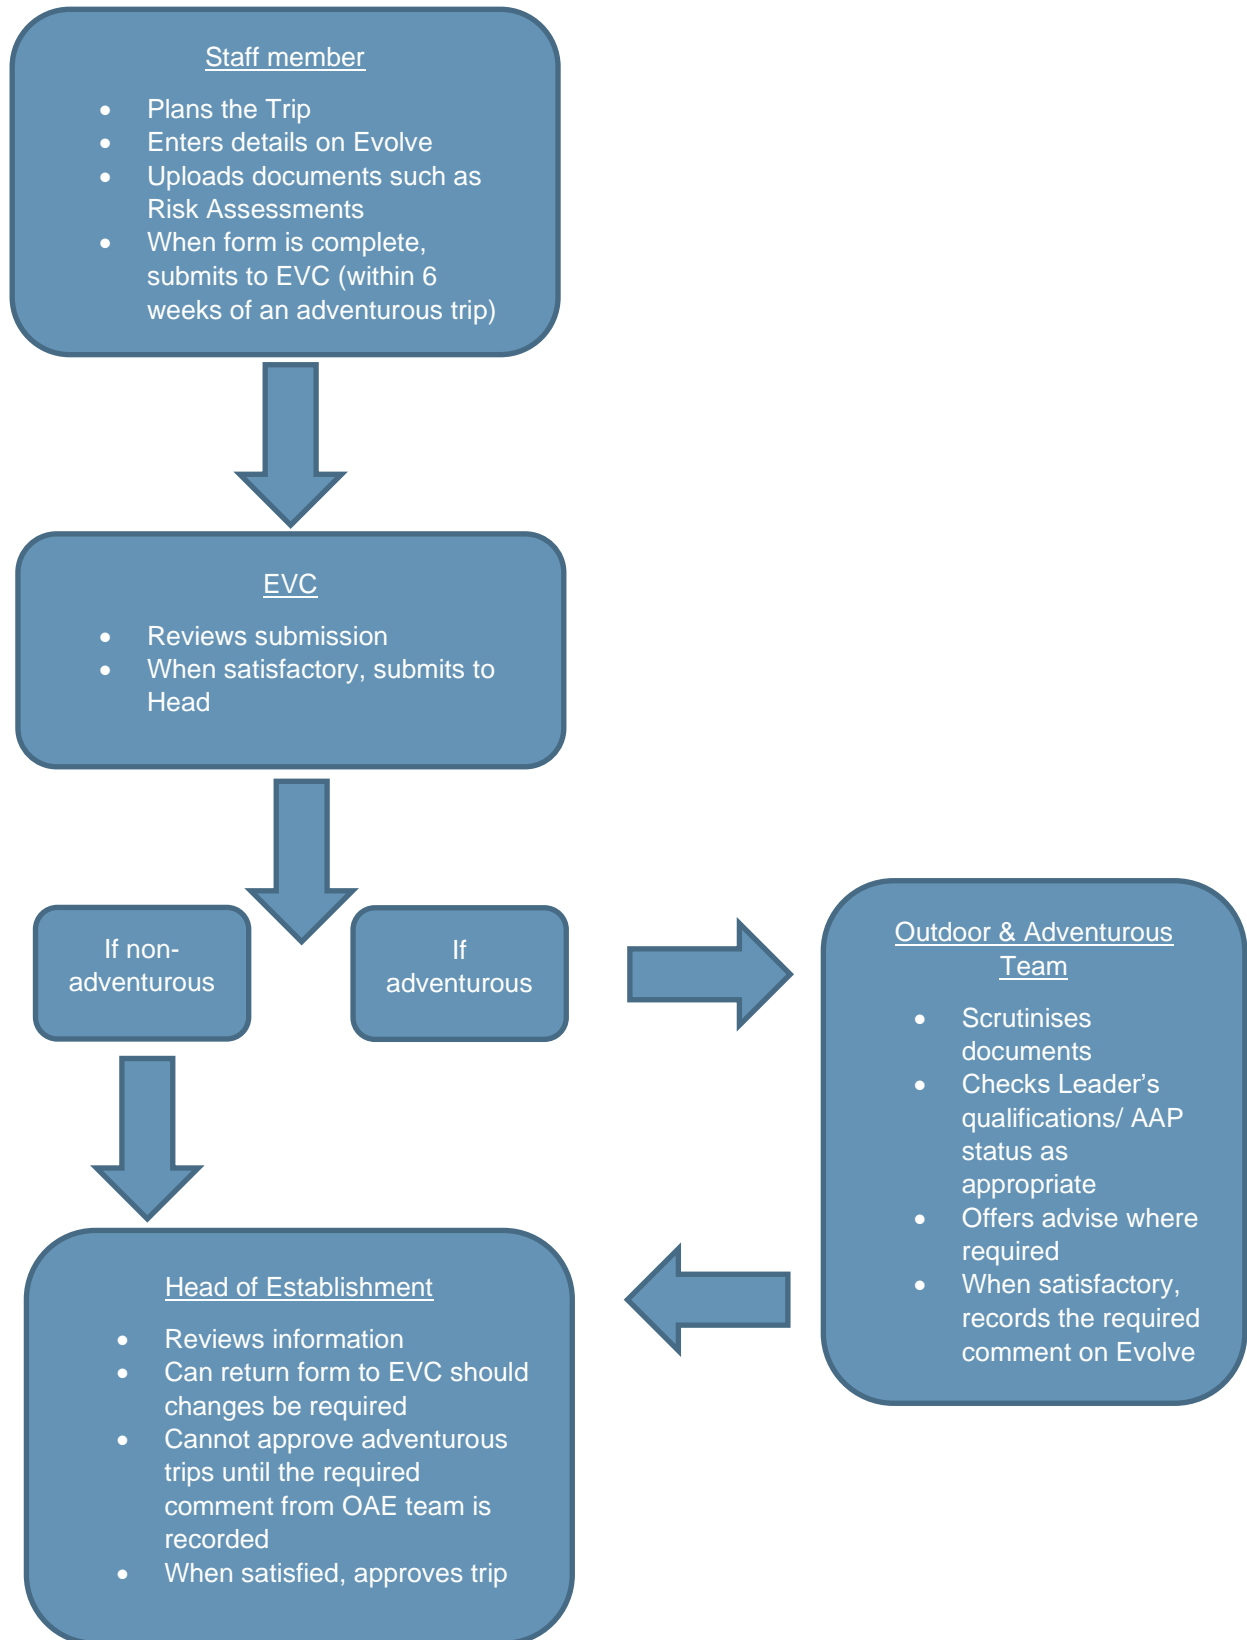 Staff member
• Plans the Trip
• Enters details on Evolve
• Uploads documents such as
Risk Assessments
• When form is complete,
submits to EVC (within 6
weeks of an adventurous trip)
EVC
• Reviews submission
• When satisfactory, submits to
Head
If non-
adventurous
If
adventurous
Outdoor & Adventurous
Team
• Scrutinises
documents
• Checks Leader’s
qualifications/ AAP
status as
appropriate
• Offers advise where
required
• When satisfactory,
records the required
comment on Evolve
Head of Establishment
• Reviews information
• Can return form to EVC should
changes be required
• Cannot approve adventurous
trips until the required
comment from OAE team is
recorded
• When satisfied, approves trip